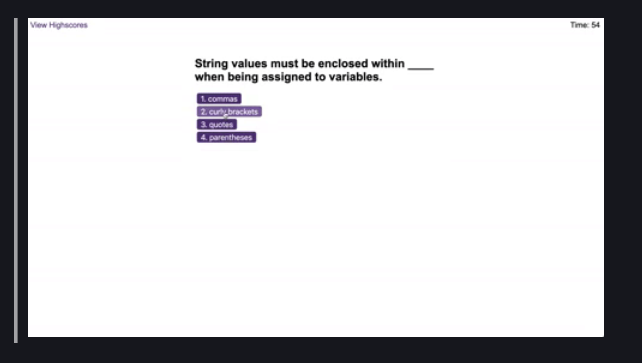 View Highscores
Time: 54
String values must be enclosed within ____
when being assigned to variables.
1. commas
2. curly brackets
3. quotes
4. parentheses